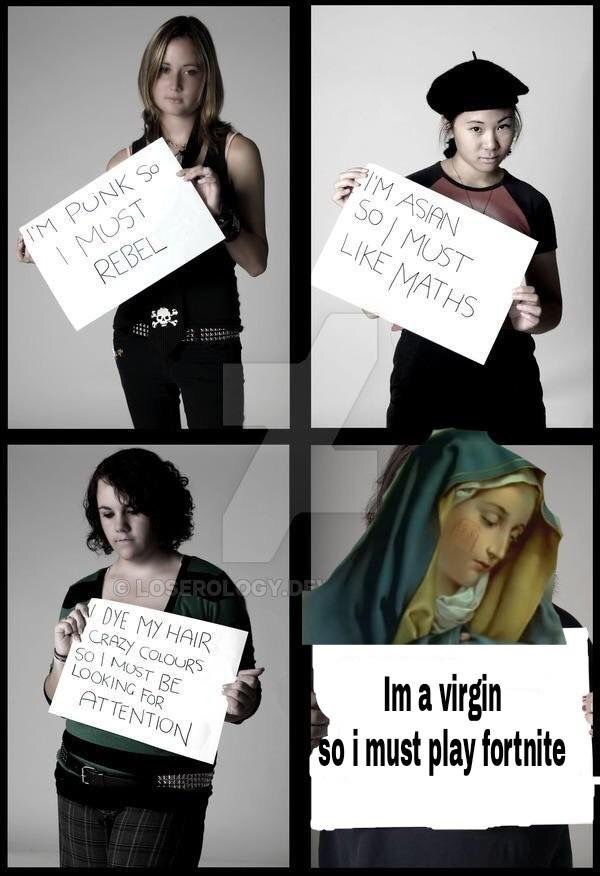 I'M PUNK SO
I MUST
REBEL
I'M ASIAN
SO I MUST
LIKE MATHS
© LOSEROLOGY.DEV
I DYE MY HAIR
CRAZY COLOURS
SO I MUST BE
LOOKING FOR
ATTENTION
Im a virgin
so i must play fortnite